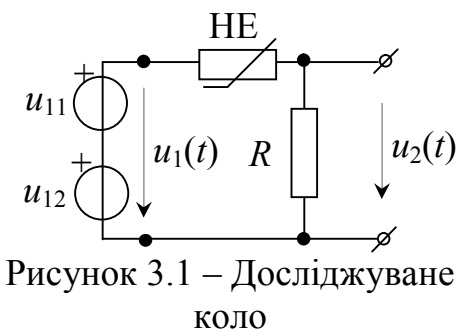 НЕ
u₁₁
u₁₂
u₁(t)
R
u₂(t)
Рисунок 3.1 – Досліджуване
коло